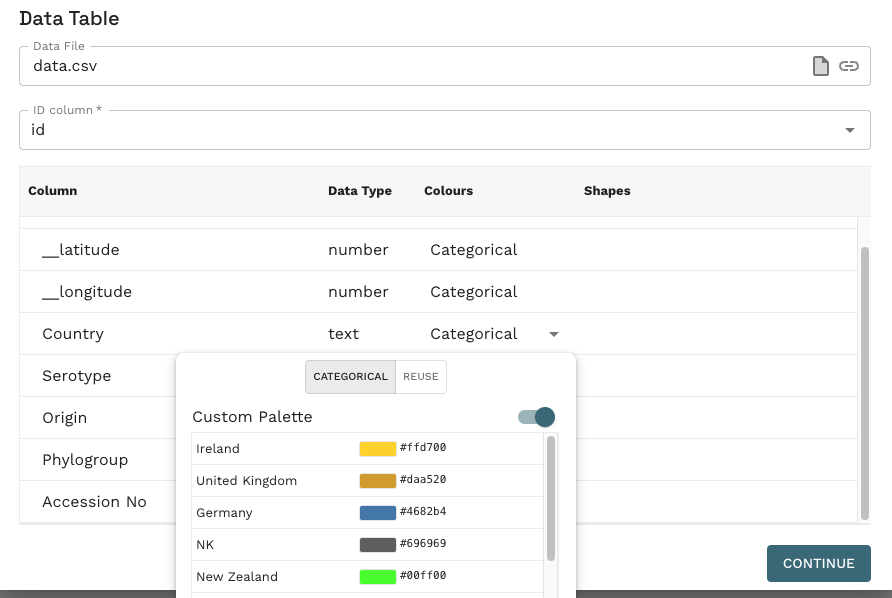 Data Table
Data File
data.csv
ID column *
id
Column Data Type Colours Shapes
__latitude number Categorical
__longitude number Categorical
Country text Categorical
Serotype
CATEGORICAL REUSE
Origin
Custom Palette
Ireland #ffd700
Phylogroup
United Kingdom #daa520
Accession No
Germany #4682b4
NK #696969
New Zealand #00ff00
CONTINUE